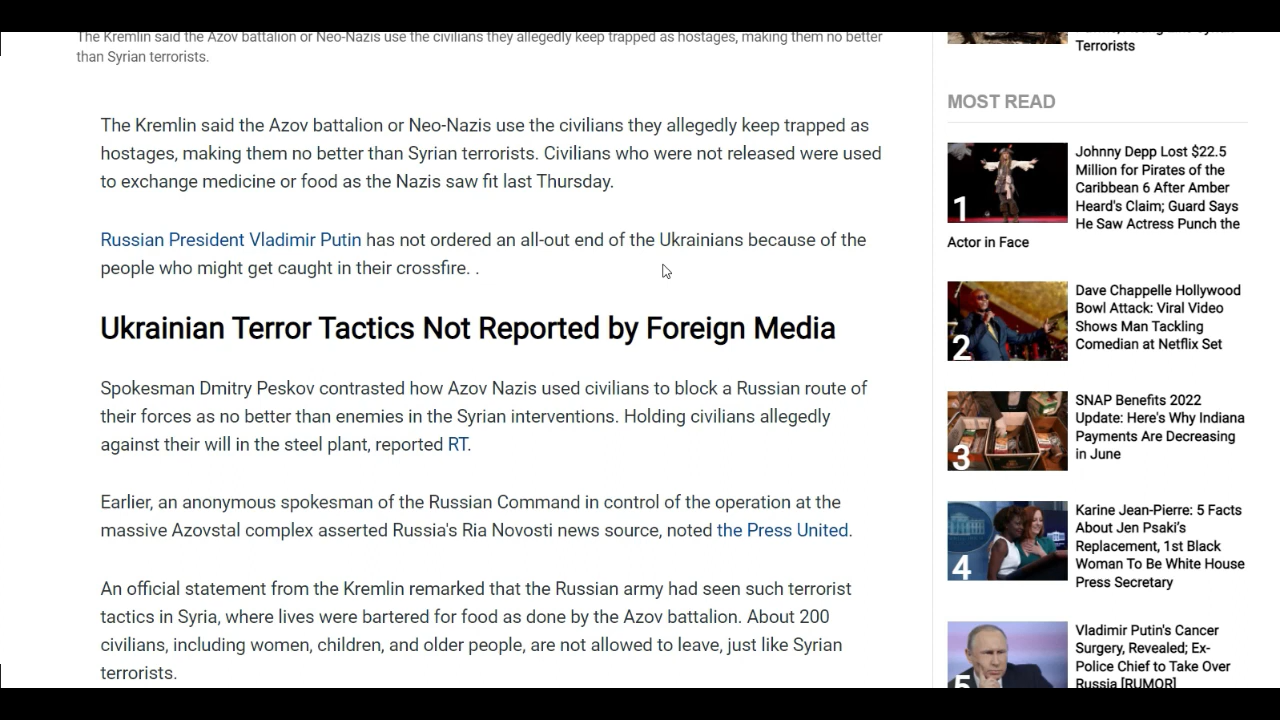 The Kremlin said the Azov battalion or Neo-Nazis use the civilians they allegedly keep trapped as hostages, making them no better
than Syrian terrorists.
The Kremlin said the Azov battalion or Neo-Nazis use the civilians they allegedly keep trapped as
hostages, making them no better than Syrian terrorists. Civilians who were not released were used
to exchange medicine or food as the Nazis saw fit last Thursday.
Russian President Vladimir Putin has not ordered an all-out end of the Ukrainians because of the
people who might get caught in their crossfire. .
Ukrainian Terror Tactics Not Reported by Foreign Media
Spokesman Dmitry Peskov contrasted how Azov Nazis used civilians to block a Russian route of
their forces as no better than enemies in the Syrian interventions. Holding civilians allegedly
against their will in the steel plant, reported RT.
Earlier, an anonymous spokesman of the Russian Command in control of the operation at the
massive Azovstal complex asserted Russia's Ria Novosti news source, noted the Press United.
An official statement from the Kremlin remarked that the Russian army had seen such terrorist
tactics in Syria, where lives were bartered for food as done by the Azov battalion. About 200
civilians, including women, children, and older people, are not allowed to leave, just like Syrian
terrorists.
Terrorists
MOST READ
1
Johnny Depp Lost $22.5
Million for Pirates of the
Caribbean 6 After Amber
Heard's Claim; Guard Says
He Saw Actress Punch the
Actor in Face
2
Dave Chappelle Hollywood
Bowl Attack: Viral Video
Shows Man Tackling
Comedian at Netflix Set
3
SNAP Benefits 2022
Update: Here's Why Indiana
Payments Are Decreasing
in June
4
Karine Jean-Pierre: 5 Facts
About Jen Psaki's
Replacement, 1st Black
Woman To Be White House
Press Secretary
5
Vladimir Putin's Cancer
Surgery, Revealed; Ex-
Police Chief to Take Over
Russia [RUMOR]